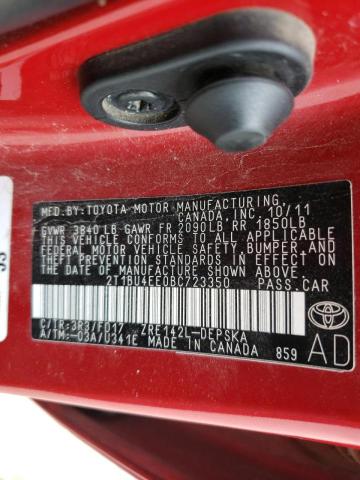 MFD.BY:TOYOTA MOTOR MANUFACTURING,
CANADA, INC. 10/11
GVWR 3840 LB GAWR FR 2090LB RR 1850LB
THIS VEHICLE CONFORMS TO ALL APPLICABLE
FEDERAL MOTOR VEHICLE SAFETY, BUMPER, AND
THEFT PREVENTION STANDARDS IN EFFECT ON
THE DATE OF MANUFACTURE SHOWN ABOVE.
2T1BU4EE0BC723350 PASS.CAR
C/TR:3R3/FD17 ZRE142L-DEPSKA
A/TM:-03A/U341E MADE IN CANADA 859
AD
TOYOTA